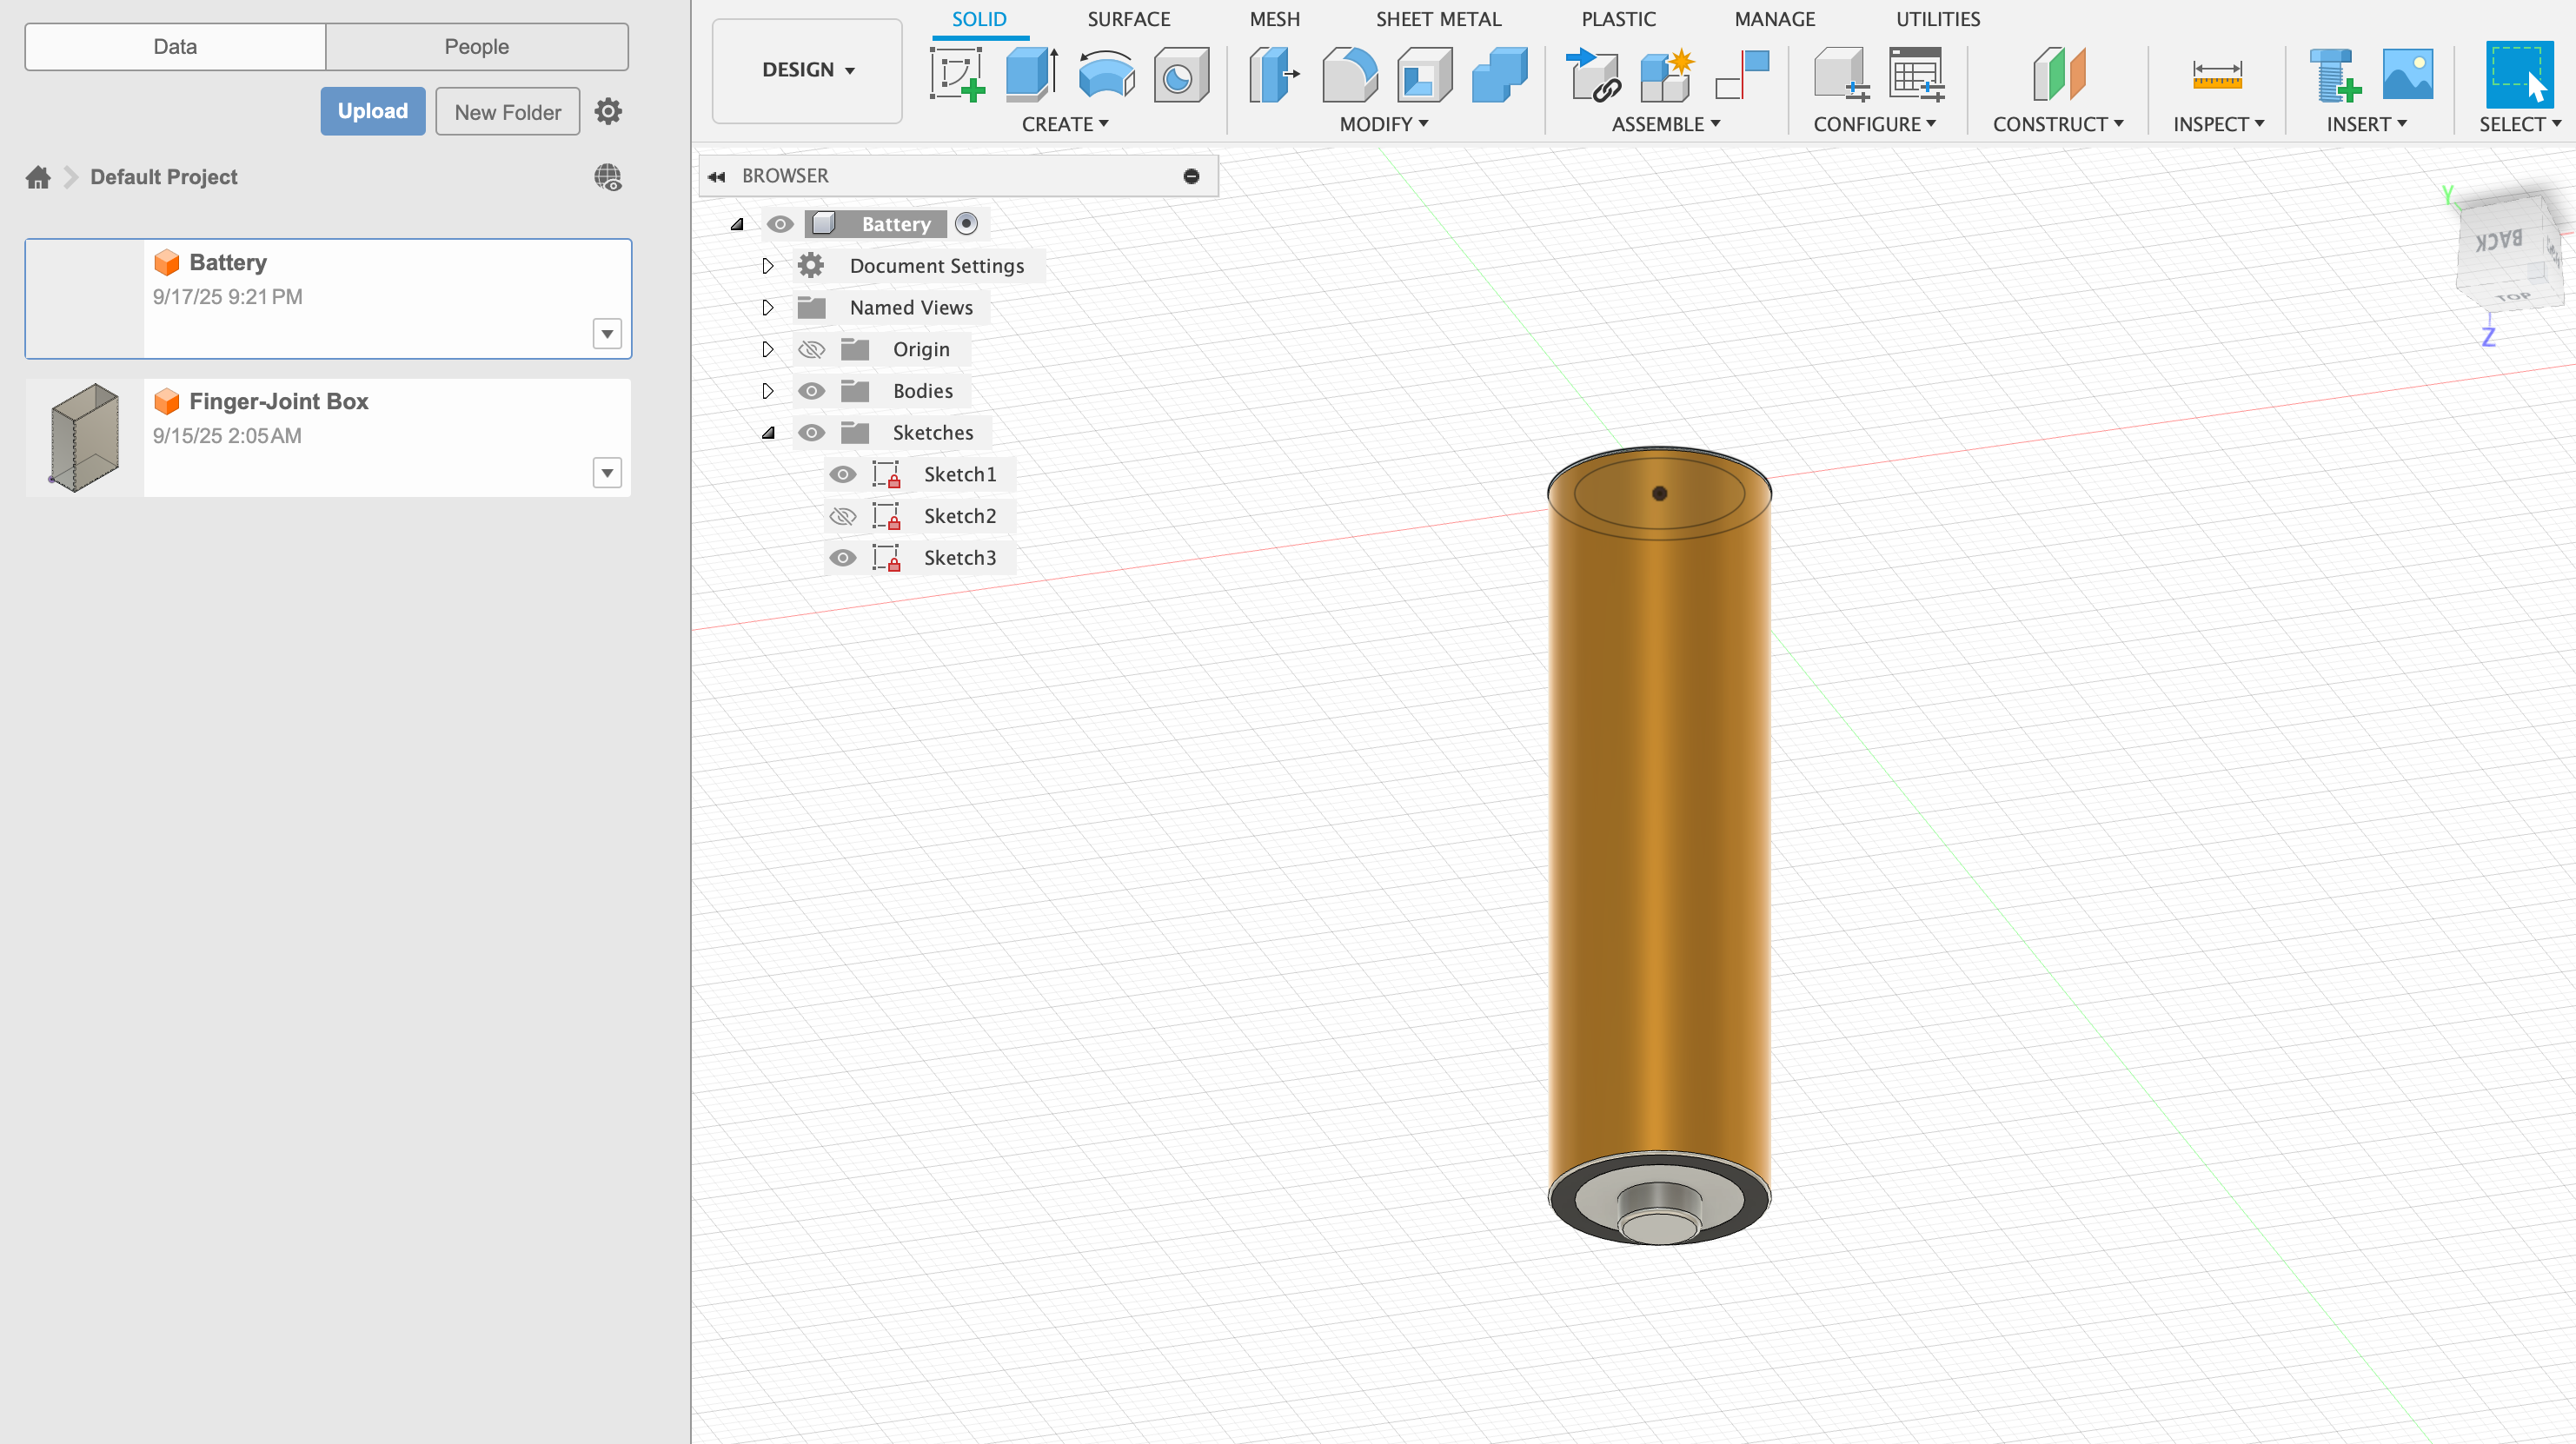 Data People
Upload New Folder
Default Project
Battery
9/17/25 9:21 PM
Finger-Joint Box
9/15/25 2:05 AM
DESIGN
SOLID SURFACE MESH SHEET METAL PLASTIC MANAGE UTILITIES
CREATE MODIFY ASSEMBLE CONFIGURE CONSTRUCT INSPECT INSERT SELECT
BROWSER
Battery
Document Settings
Named Views
Origin
Bodies
Sketches
Sketch1
Sketch2
Sketch3
Y
BACK
TOP
Z